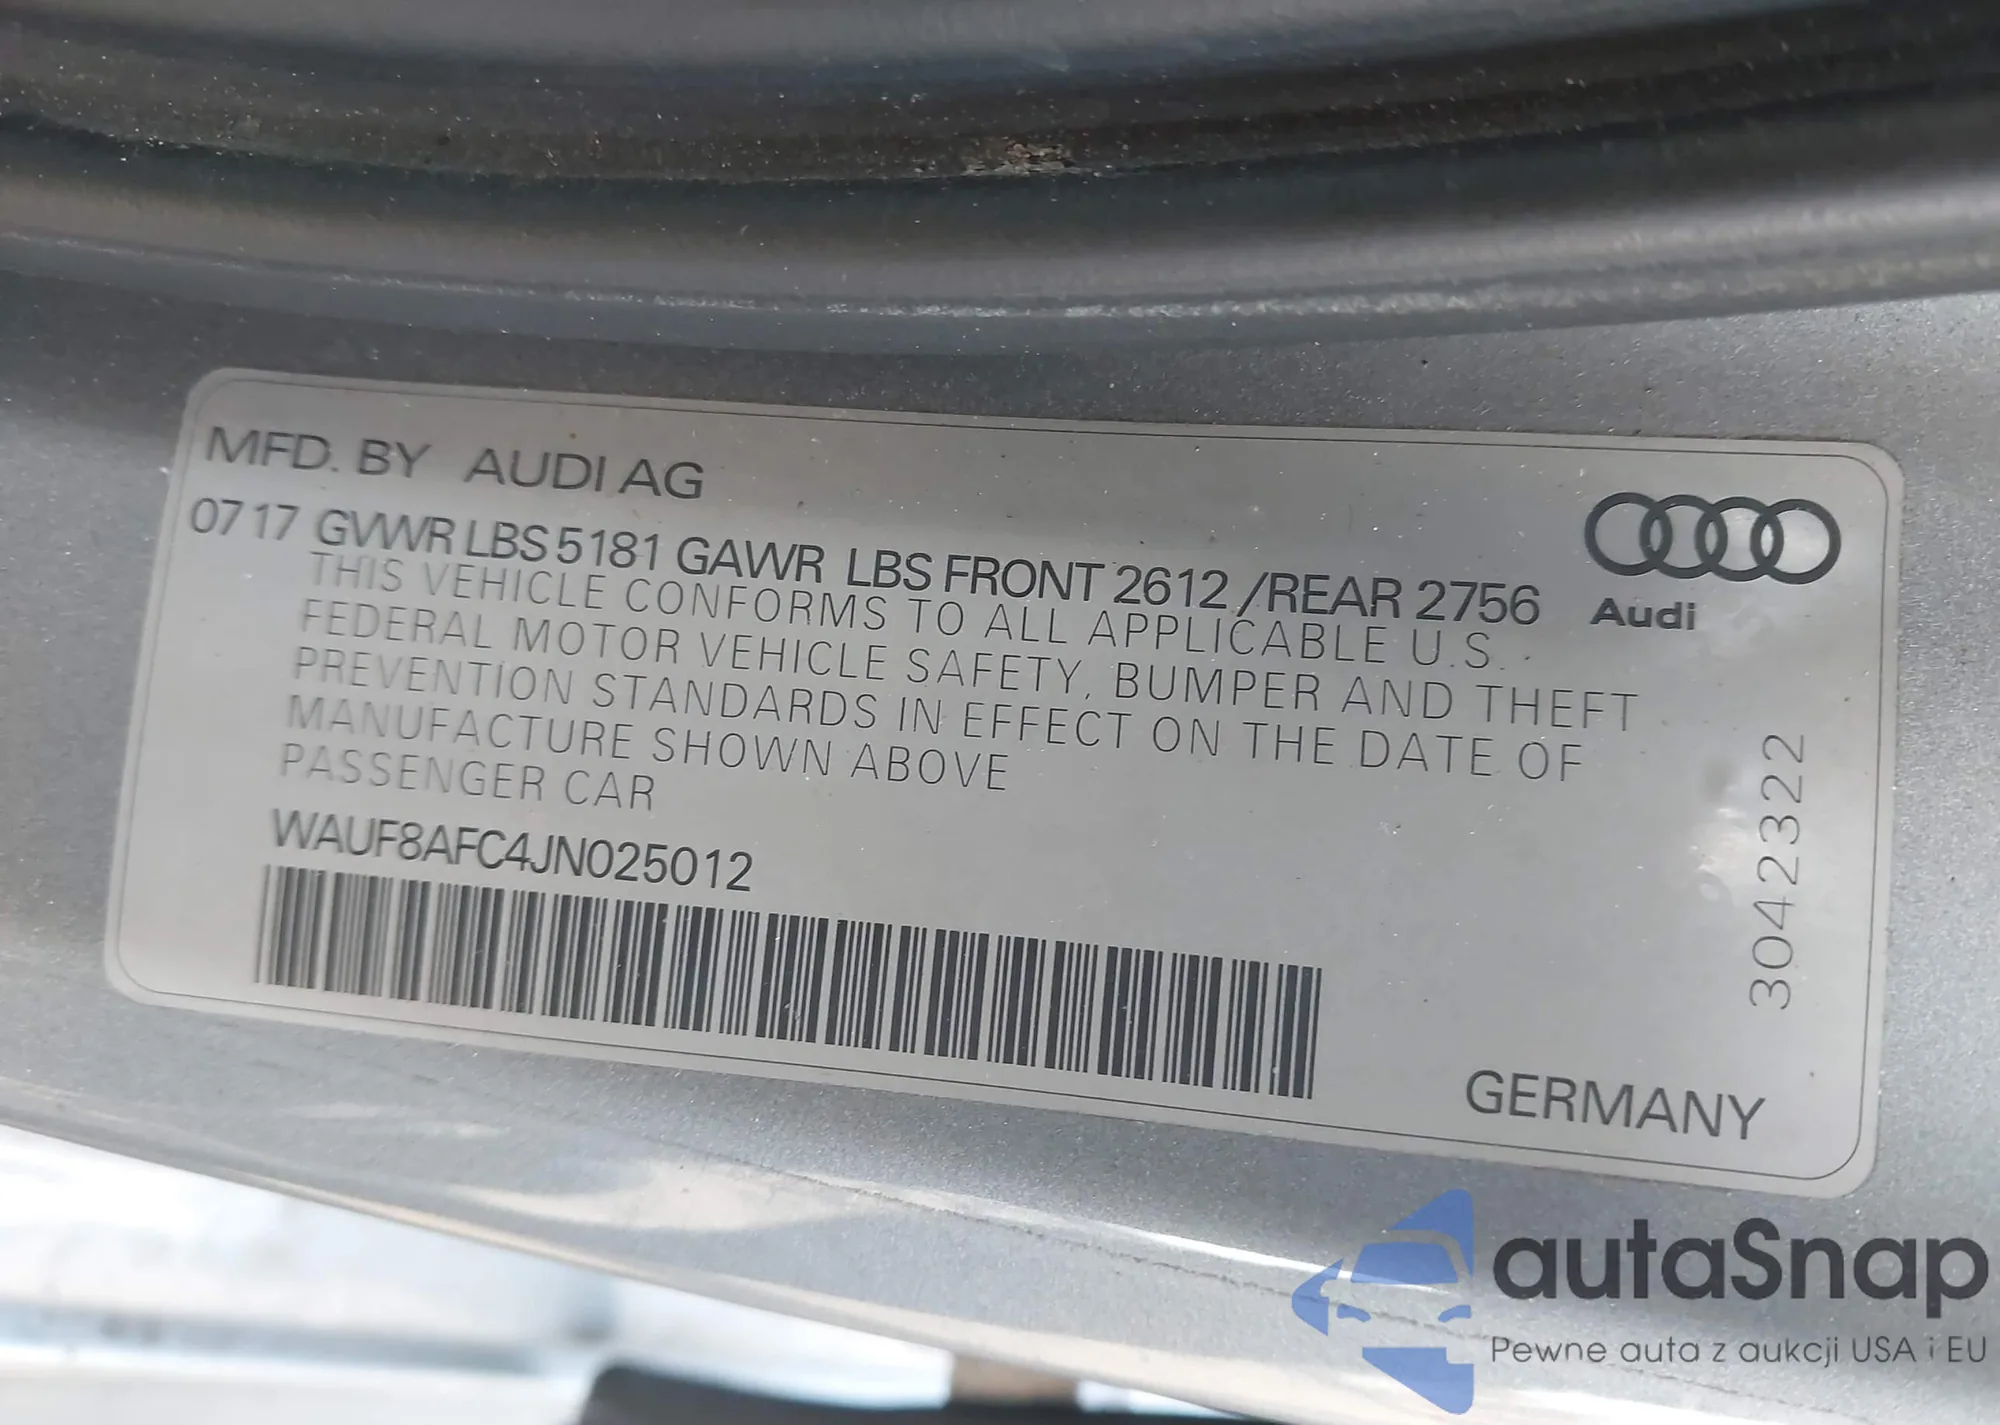 MFD. BY AUDI AG
07 17 GVWR LBS 5181 GAWR LBS FRONT 2612 /REAR 2756
THIS VEHICLE CONFORMS TO ALL APPLICABLE U.S.
FEDERAL MOTOR VEHICLE SAFETY, BUMPER AND THEFT
PREVENTION STANDARDS IN EFFECT ON THE DATE OF
MANUFACTURE SHOWN ABOVE
PASSENGER CAR
WAUF8AFC4JN025012
Audi
3042322
GERMANY
autaSnap
Pewne auta z aukcji USA i EU